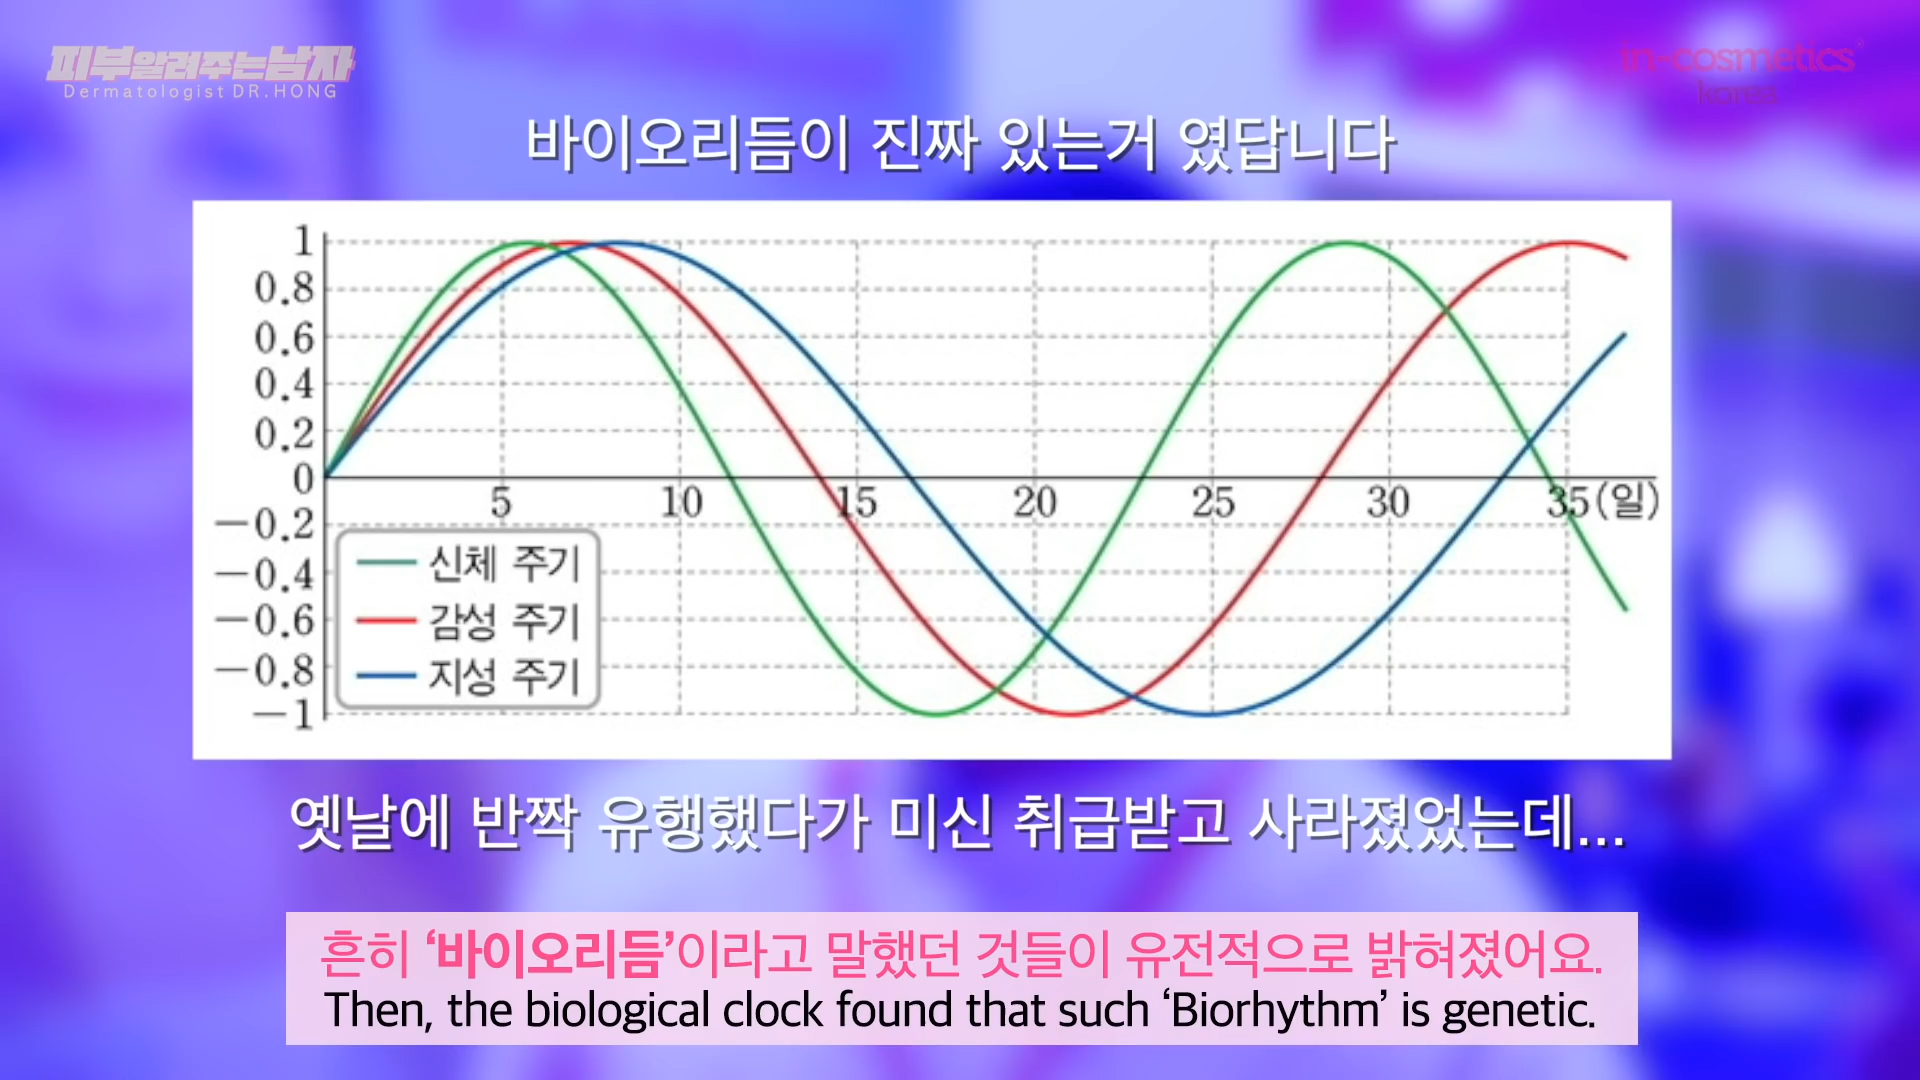 피부알려주는남자
Dermatologist DR.HONG
in-cosmetics
korea
바이오리듬이 진짜 있는거 였답니다
1
0.8
0.6
0.4
0.2
0
-0.2
-0.4
-0.6
-0.8
-1
5 10 15 20 25 30 35(일)
신체 주기
감성 주기
지성 주기
옛날에 반짝 유행했다가 미신 취급받고 사라졌었는데...
흔히 ‘바이오리듬’이라고 말했던 것들이 유전적으로 밝혀졌어요.
Then, the biological clock found that such ‘Biorhythm’ is genetic.